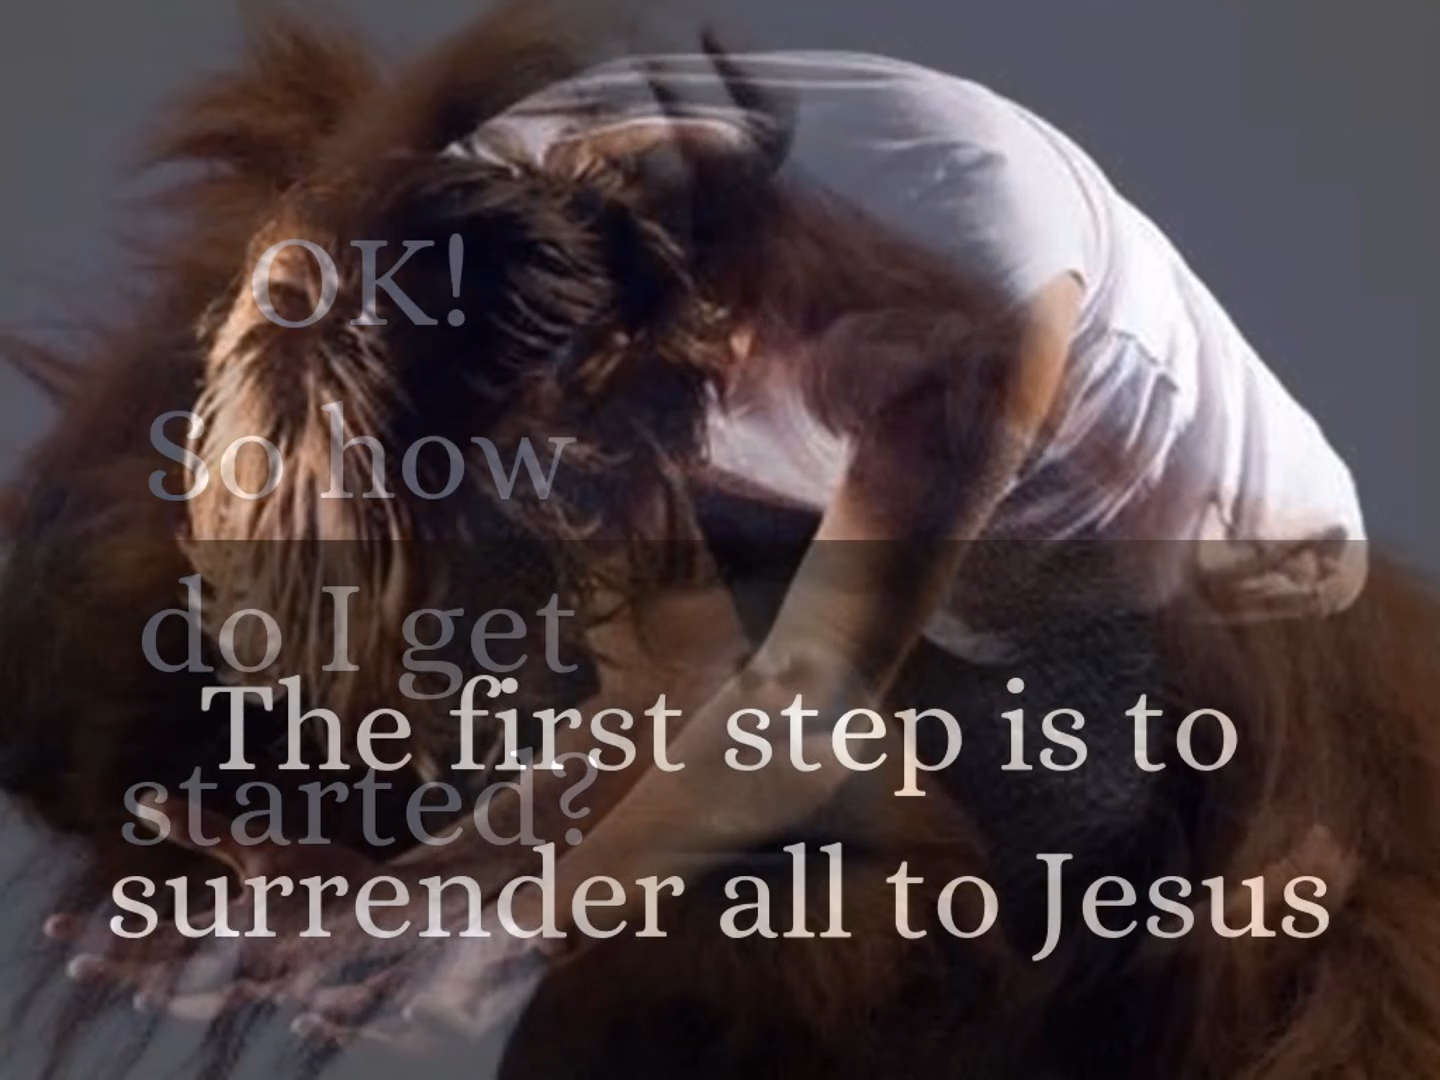 OK!
So how
do I get
started?
The first step is to
surrender all to Jesus